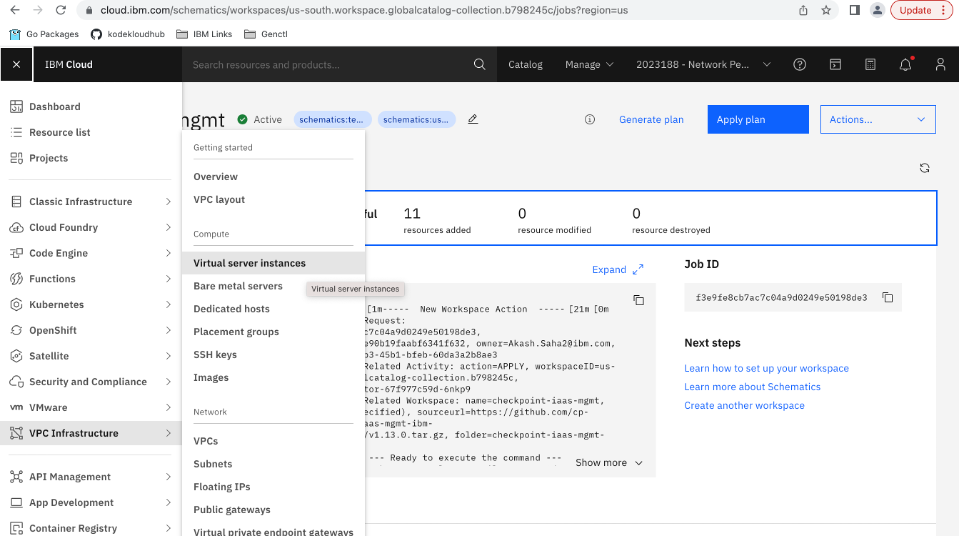 cloud.ibm.com/schematics/workspaces/us-south.workspace.globalcatalog-collection.b798245c/jobs?region=us
Update
Go Packages
kodekloudhub
IBM Links
Genctl
IBM Cloud
Search resources and products...
Catalog
Manage
2023188 - Network Pe...
Dashboard
Resource list
Projects
Classic Infrastructure
Cloud Foundry
Code Engine
Functions
Kubernetes
OpenShift
Satellite
Security and Compliance
vm VMware
VPC Infrastructure
API Management
App Development
Container Registry
Getting started
Overview
VPC layout
Compute
Virtual server instances
Bare metal servers
Virtual server instances
Dedicated hosts
Placement groups
SSH keys
Images
Network
VPCs
Subnets
Floating IPs
Public gateways
Virtual private endpoint gateways
mgmt
Active
schematics:te...
schematics:us...
Generate plan
Apply plan
Actions...
ful
11
resources added
0
resource modified
0
resource destroyed
Expand
[1m----- New Workspace Action ----- [21m [0m
Request:
c7c04a9d0249e50198de3,
e90b19faabf6341f632, owner=Akash.Saha2@ibm.com,
b3-45b1-bfeb-60da3a2b8ae3
Related Activity: action=APPLY, workspaceID=us-
lcatalog-collection.b798245c,
tor-67f977c59d-6nkp9
Related Workspace: name=checkpoint-iaas-mgmt,
ecified), sourceurl=https://github.com/cp-
aas-mgmt-ibm-
/v1.13.0.tar.gz, folder=checkpoint-iaas-mgmt-
--- Ready to execute the command ---
Show more
Job ID
f3e9fe8cb7ac7c04a9d0249e50198de3
Next steps
Learn how to set up your workspace
Learn more about Schematics
Create another workspace